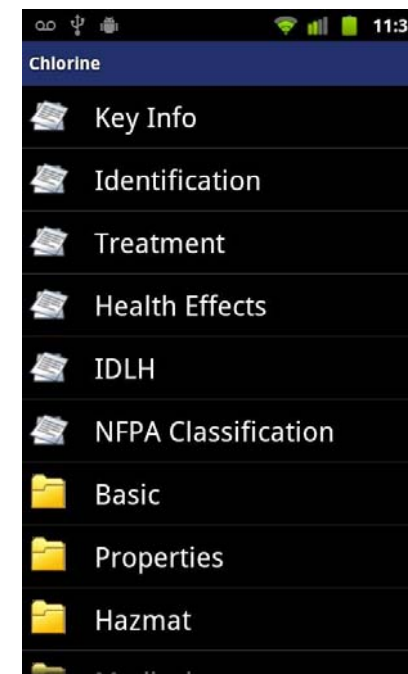 11:3
Chlorine
Key Info
Identification
Treatment
Health Effects
IDLH
NFPA Classification
Basic
Properties
Hazmat